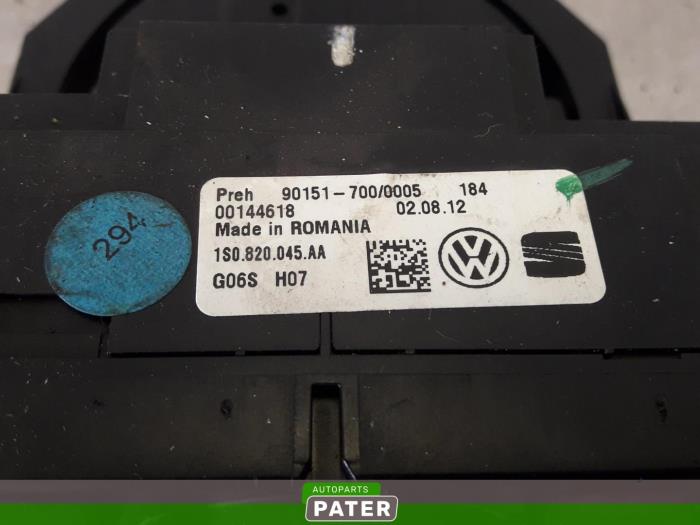 294
Preh 90151-700/0005 184
00144618 02.08.12
Made in ROMANIA
1S0.820.045.AA
G06S H07
AUTOPARTS
PATER